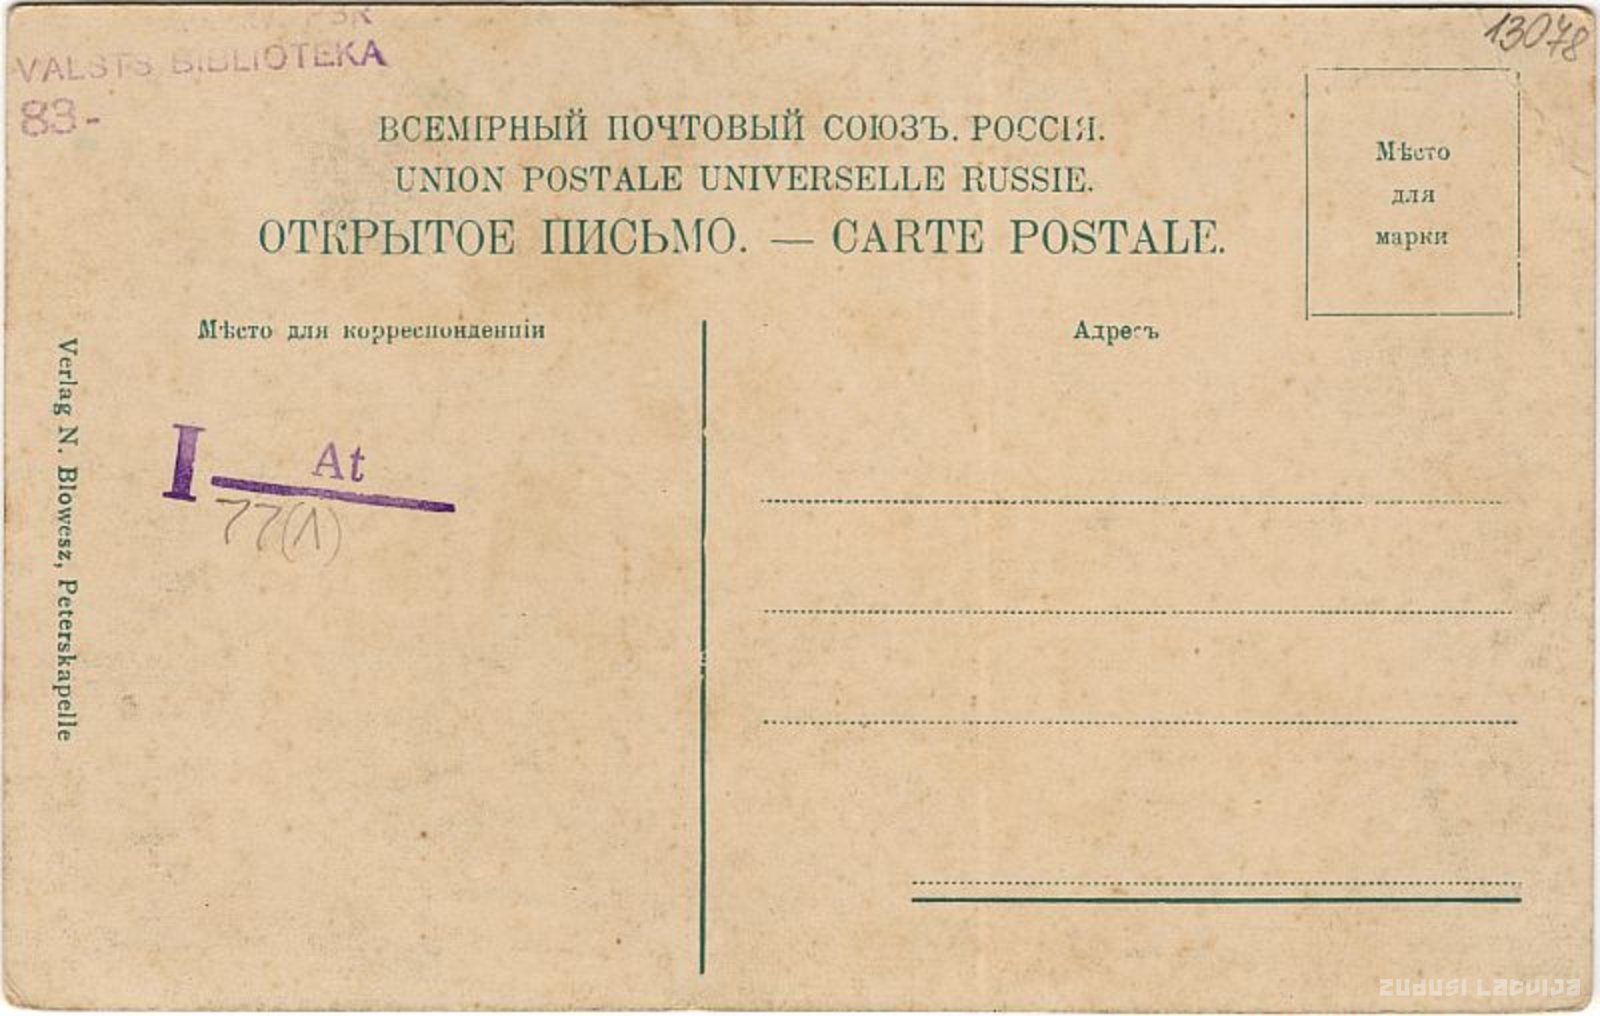 PSR
VALSTS BIBLIOTEKA
83-
13078
ВСЕМІРНЫЙ ПОЧТОВЫЙ СОЮЗЪ. РОССІЯ.
UNION POSTALE UNIVERSELLE RUSSIE.
ОТКРЫТОЕ ПИСЬМО. — CARTE POSTALE.
Мѣсто
для
марки
Мѣсто для корреспонденціи
Адресъ
I At
77(1)
Verlag N. Blowesz, Peterskapelle
ZUDUSI LATVIJA